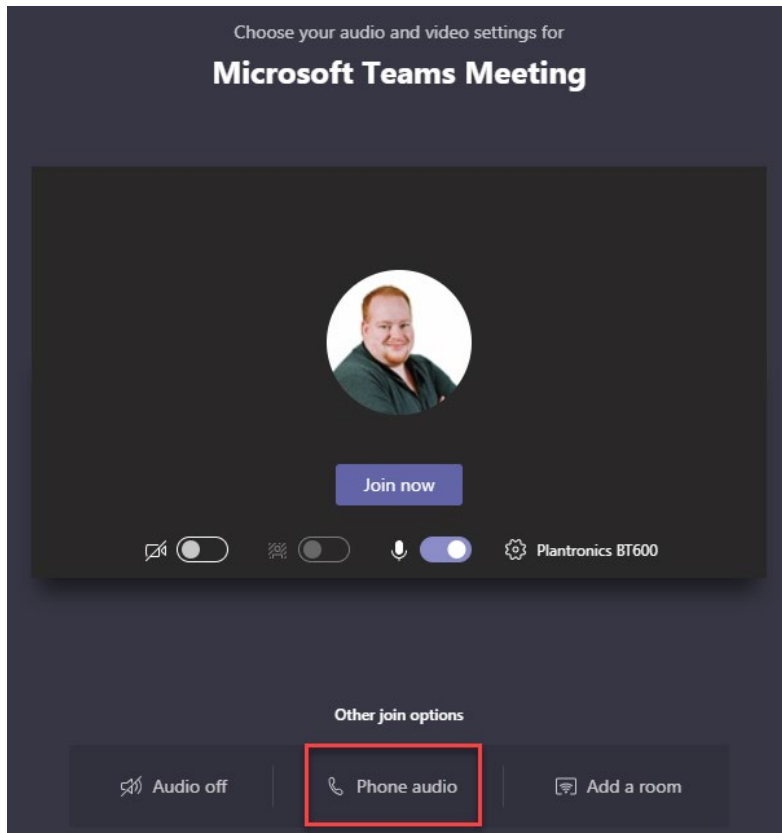 Choose your audio and video settings for
Microsoft Teams Meeting
Join now
Plantronics BT600
Other join options
Audio off
Phone audio
Add a room